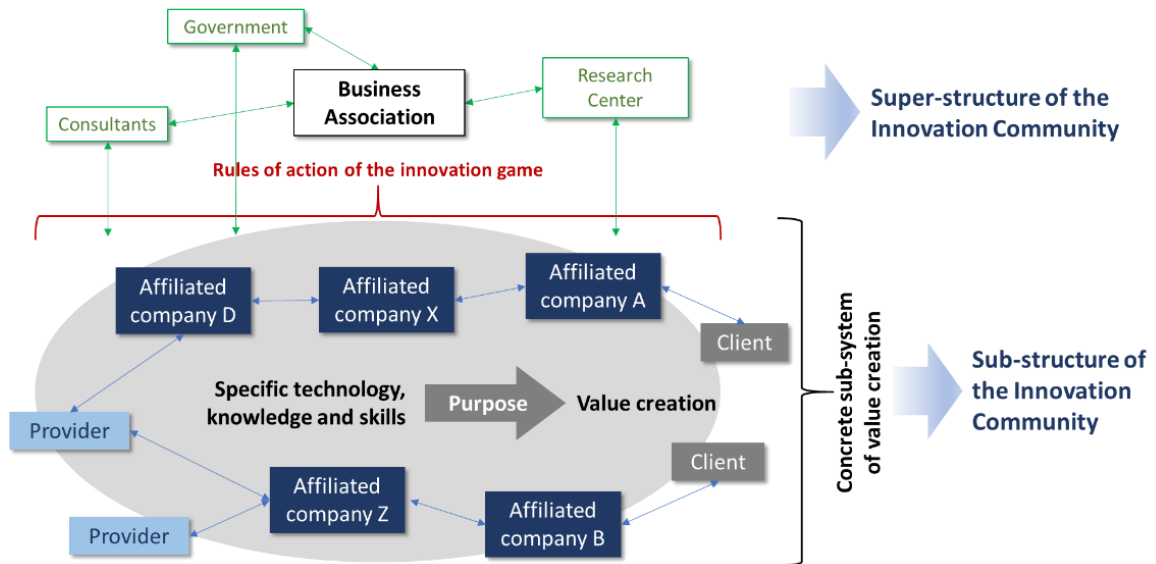 Government
Business
Association
Research
Center
Consultants
Super-structure of the
Innovation Community
Rules of action of the innovation game
Affiliated
company D
Affiliated
company X
Affiliated
company A
Client
Specific technology,
knowledge and skills
Purpose
Value creation
Provider
Client
Affiliated
company Z
Affiliated
company B
Provider
Concrete sub-system
of value creation
Sub-structure of
the Innovation
Community